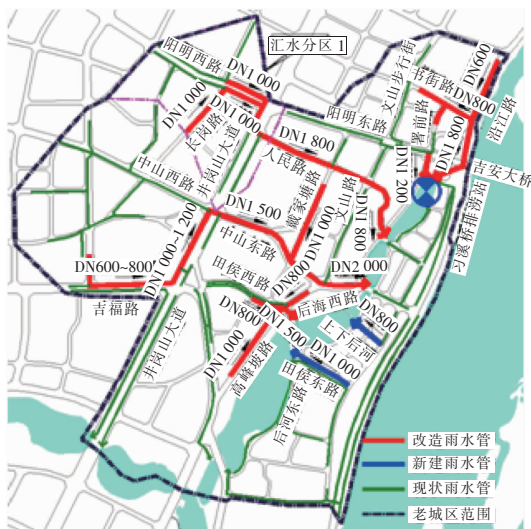 汇水分区 1
阳明西路
DN1 000
DN1 000
长岗路
DN1 000
井岗山大道
文山步行街
书街路
DN600
DN800
沿江路
阳明东路
署前路
DN1 800
DN1 800
人民路
DN1 200
吉安大桥
习溪桥排涝站
中山西路
戴家塘路
文山路
DN1 800
DN1 500
中山东路
DN1 000
DN1 000~1 200
DN600~800
吉福路
田侯西路
DN800
DN2 000
后海西路
井岗山大道
DN800
DN1 500
DN800
上下后河
DN1 000
高峰坡路
DN1 000
田侯东路
后河东路
改造雨水管
新建雨水管
现状雨水管
老城区范围